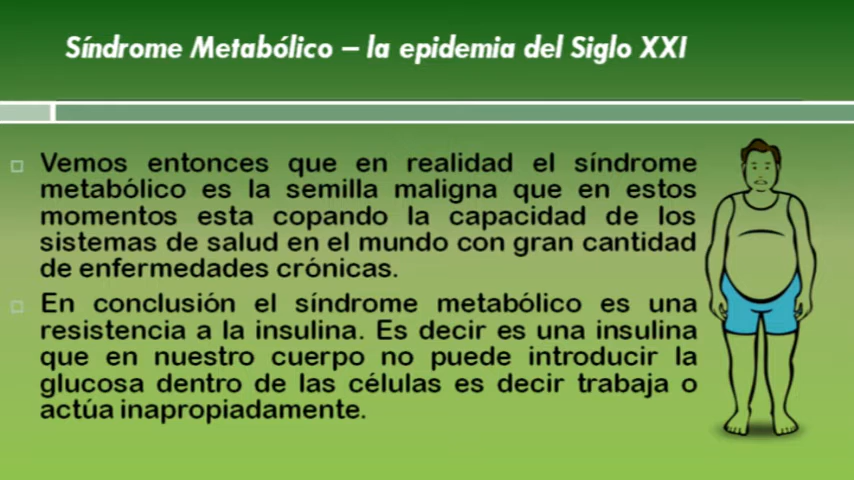 Síndrome Metabólico – la epidemia del Siglo XXI
Vemos entonces que en realidad el síndrome
metabólico es la semilla maligna que en estos
momentos esta copando la capacidad de los
sistemas de salud en el mundo con gran cantidad
de enfermedades crónicas.
En conclusión el síndrome metabólico es una
resistencia a la insulina. Es decir es una insulina
que en nuestro cuerpo no puede introducir la
glucosa dentro de las células es decir trabaja o
actúa inapropiadamente.